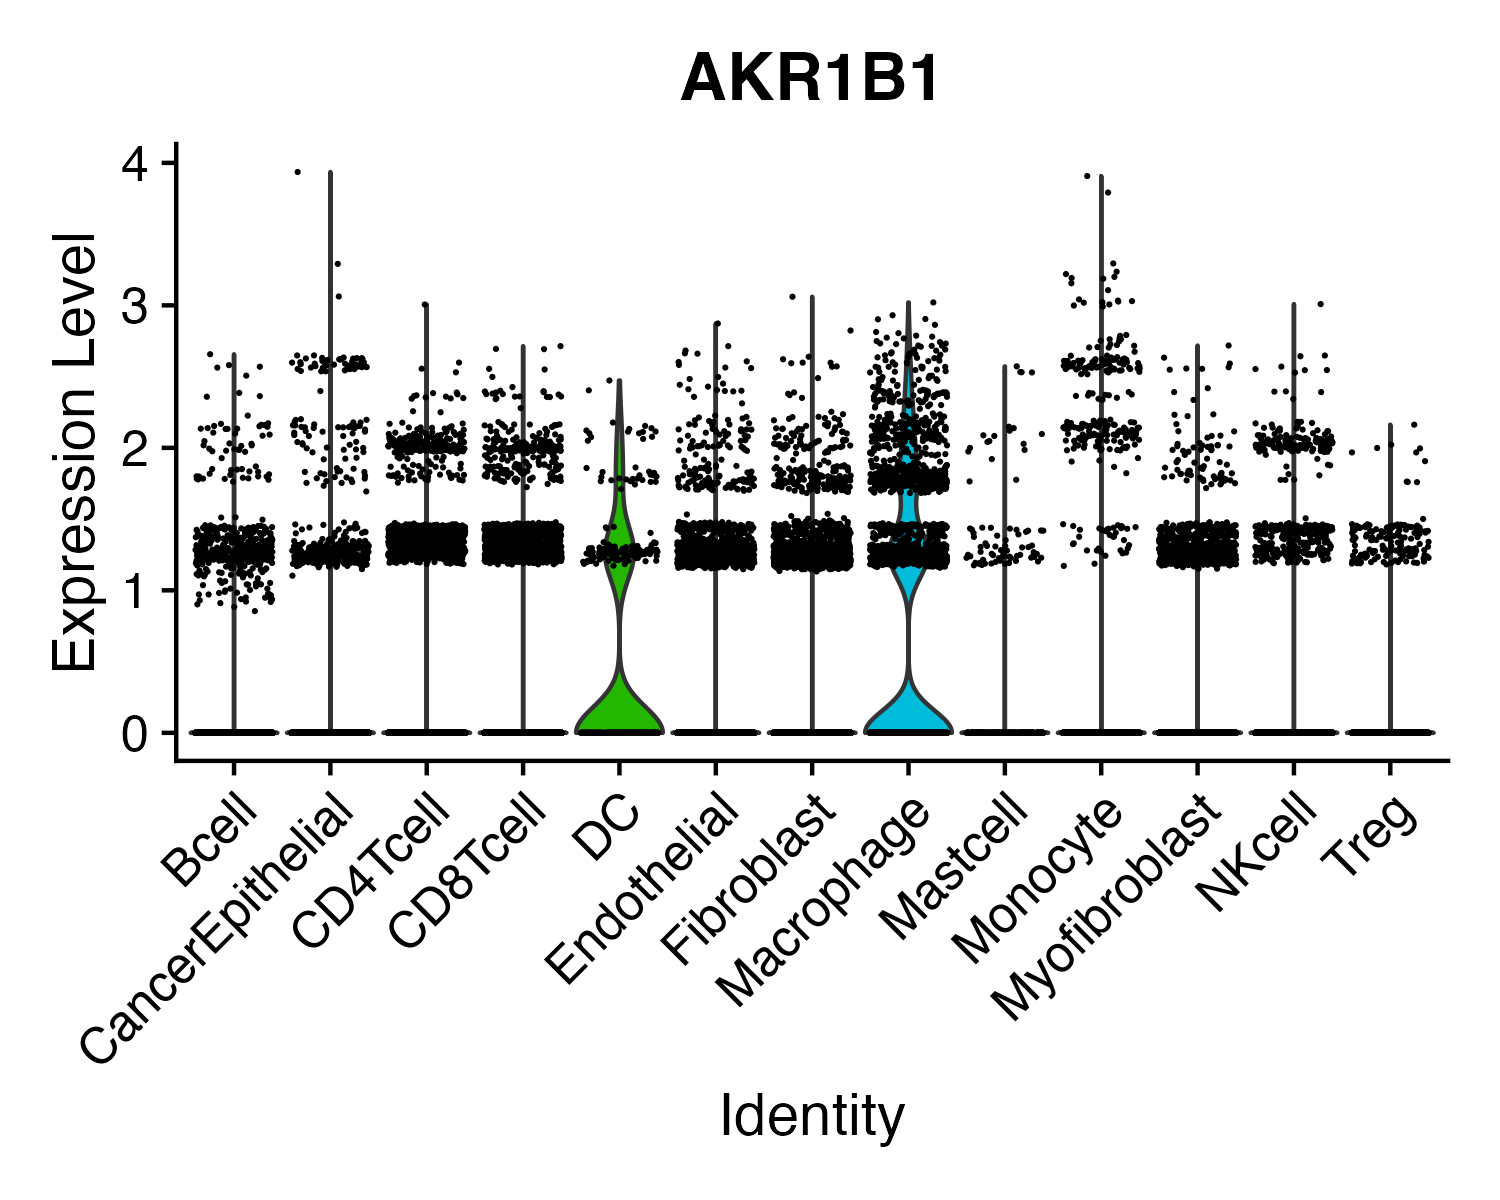 AKR1B1
Expression Level
4
3
2
1
0
Bcell
CancerEpithelial
CD4Tcell
CD8Tcell
DC
Endothelial
Fibroblast
Macrophage
Mastcell
Monocyte
Myofibroblast
NKcell
Treg
Identity